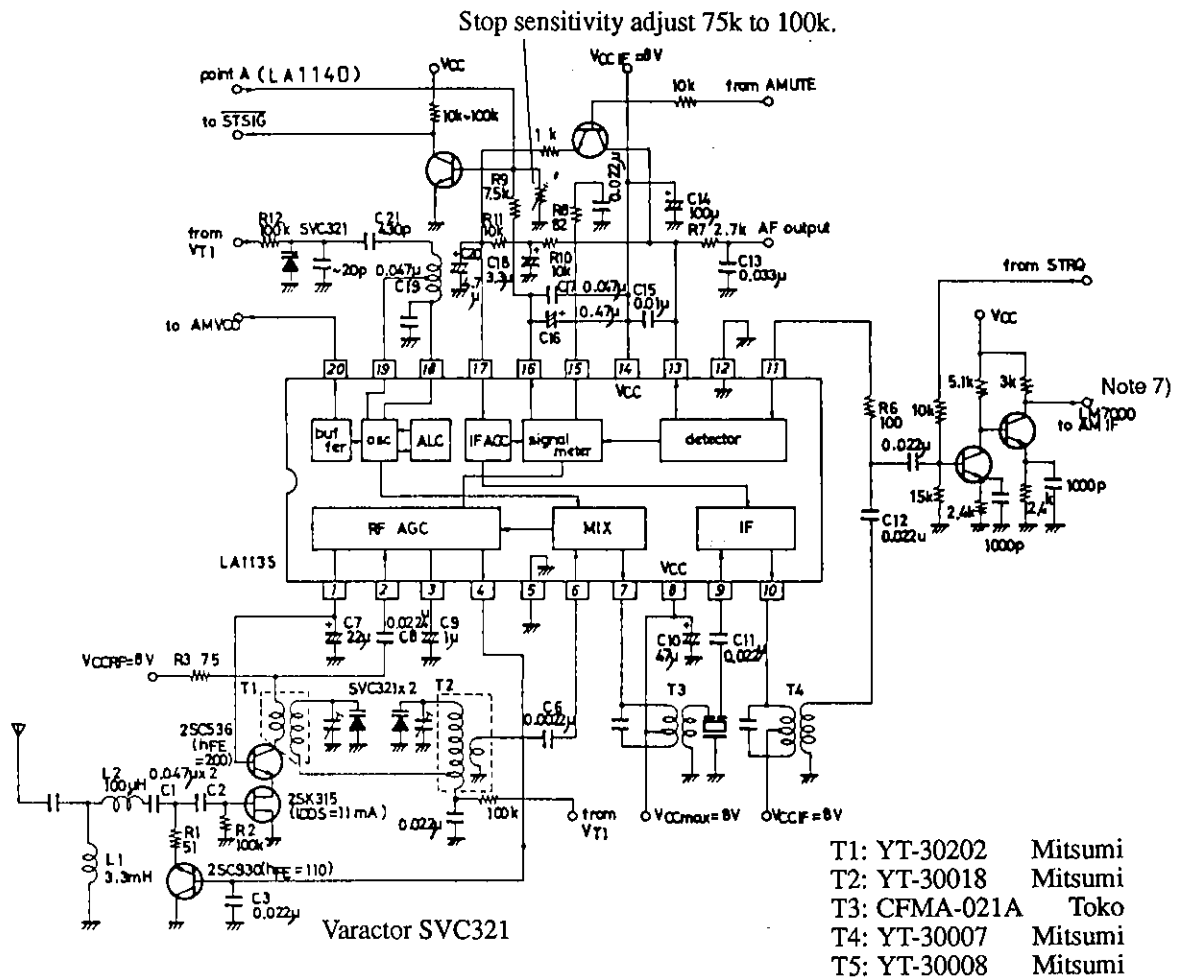 Stop sensitivity adjust 75k to 100k.
point A (LA1140)
VCC
VCCIF=8V
10k
from AMUTE
to STSIG
10k~100k
1k
R9
7.5k
R8
82
0.022μ
C14
100μ
R12
100k
SVC321
C21
430p
R11
10k
R7 2.7k
AF output
from
VT1
~20p
0.047μ
C19
C20
4.7μ
C18
3.3μ
R10
10k
C17 0.047μ
C15
0.01μ
C13
0.033μ
from STRQ
0.47μ
C16
to AMVCO
VCC
20
19
18
17
16
15
14
13
12
11
VCC
5.1k
3k
Note 7)
LM7000
to AM IF
R6
100
10k
buffer
osc
ALC
IF AGC
signal
meter
detector
0.022μ
15k
2.4k
1000p
2.4k
1000p
RF AGC
MIX
IF
C12
0.022μ
LA1135
VCC
1
2
3
4
5
6
7
8
9
10
C7
22μ
0.022μ
C8
C9
1μ
C10
47μ
C11
0.022μ
VCCRF=8V
R3 75
T1
SVC321x2
T2
C6
0.0022μ
T3
T4
2SC536
(hFE
=200)
L2
100μH
0.047μx2
C1
C2
2SK315
(IDSS=11mA)
R1
51
R2
100k
0.022μ
100k
from
VT1
VCCmax=8V
VCCIF=8V
L1
3.3mH
2SC930(hFE=110)
C3
0.022μ
Varactor SVC321
T1: YT-30202 Mitsumi
T2: YT-30018 Mitsumi
T3: CFMA-021A Toko
T4: YT-30007 Mitsumi
T5: YT-30008 Mitsumi